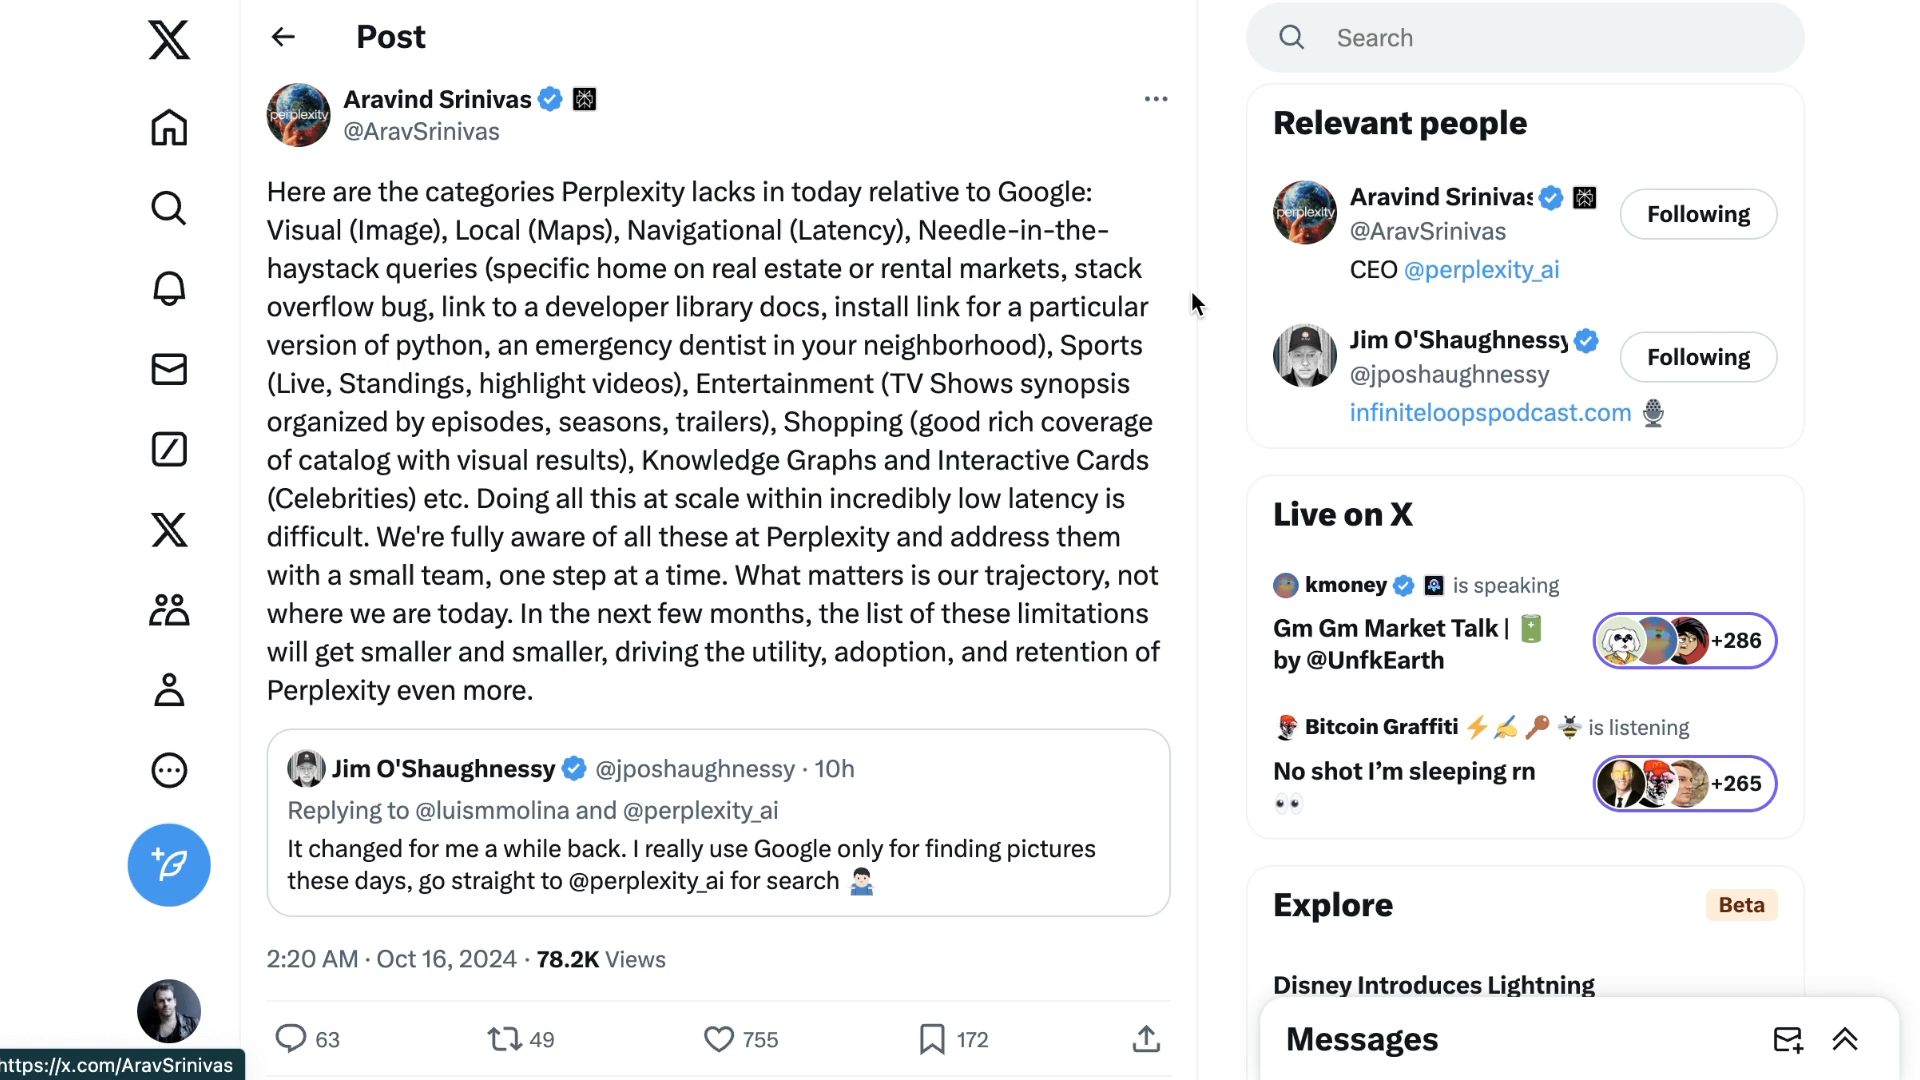 Post
Search
Aravind Srinivas
@AravSrinivas
Here are the categories Perplexity lacks in today relative to Google:
Visual (Image), Local (Maps), Navigational (Latency), Needle-in-the-
haystack queries (specific home on real estate or rental markets, stack
overflow bug, link to a developer library docs, install link for a particular
version of python, an emergency dentist in your neighborhood), Sports
(Live, Standings, highlight videos), Entertainment (TV Shows synopsis
organized by episodes, seasons, trailers), Shopping (good rich coverage
of catalog with visual results), Knowledge Graphs and Interactive Cards
(Celebrities) etc. Doing all this at scale within incredibly low latency is
difficult. We're fully aware of all these at Perplexity and address them
with a small team, one step at a time. What matters is our trajectory, not
where we are today. In the next few months, the list of these limitations
will get smaller and smaller, driving the utility, adoption, and retention of
Perplexity even more.
Jim O'Shaughnessy @jposhaughnessy · 10h
Replying to @luismmolina and @perplexity_ai
It changed for me a while back. I really use Google only for finding pictures
these days, go straight to @perplexity_ai for search 🤷🏻‍♂️
2:20 AM · Oct 16, 2024 · 78.2K Views
63 49 755 172
https://x.com/AravSrinivas
Relevant people
perplexity
Aravind Srinivas
@AravSrinivas
Following
CEO @perplexity_ai
Jim O'Shaughnessy
@jposhaughnessy
Following
infiniteloopspodcast.com 🎙️
Live on X
kmoney is speaking
Gm Gm Market Talk | 🔋
by @UnfkEarth
+286
Bitcoin Graffiti ⚡✍️🔑🐝 is listening
No shot I’m sleeping rn
👀
+265
Explore
Beta
Disney Introduces Lightning
Messages
perplexity